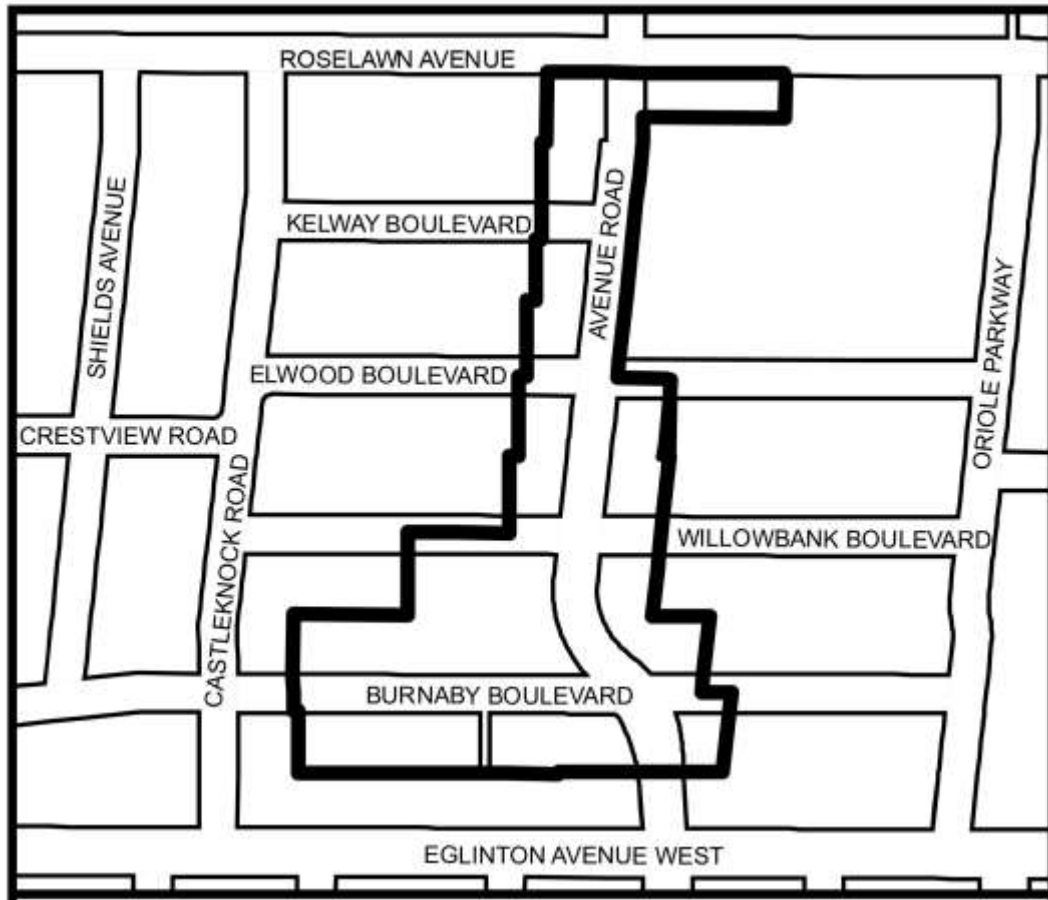 ROSELAWN AVENUE
SHIELDS AVENUE
KELWAY BOULEVARD
AVENUE ROAD
ORIOLE PARKWAY
ELWOOD BOULEVARD
CRESTVIEW ROAD
CASTLEKNOCK ROAD
WILLOWBANK BOULEVARD
BURNABY BOULEVARD
EGLINTON AVENUE WEST